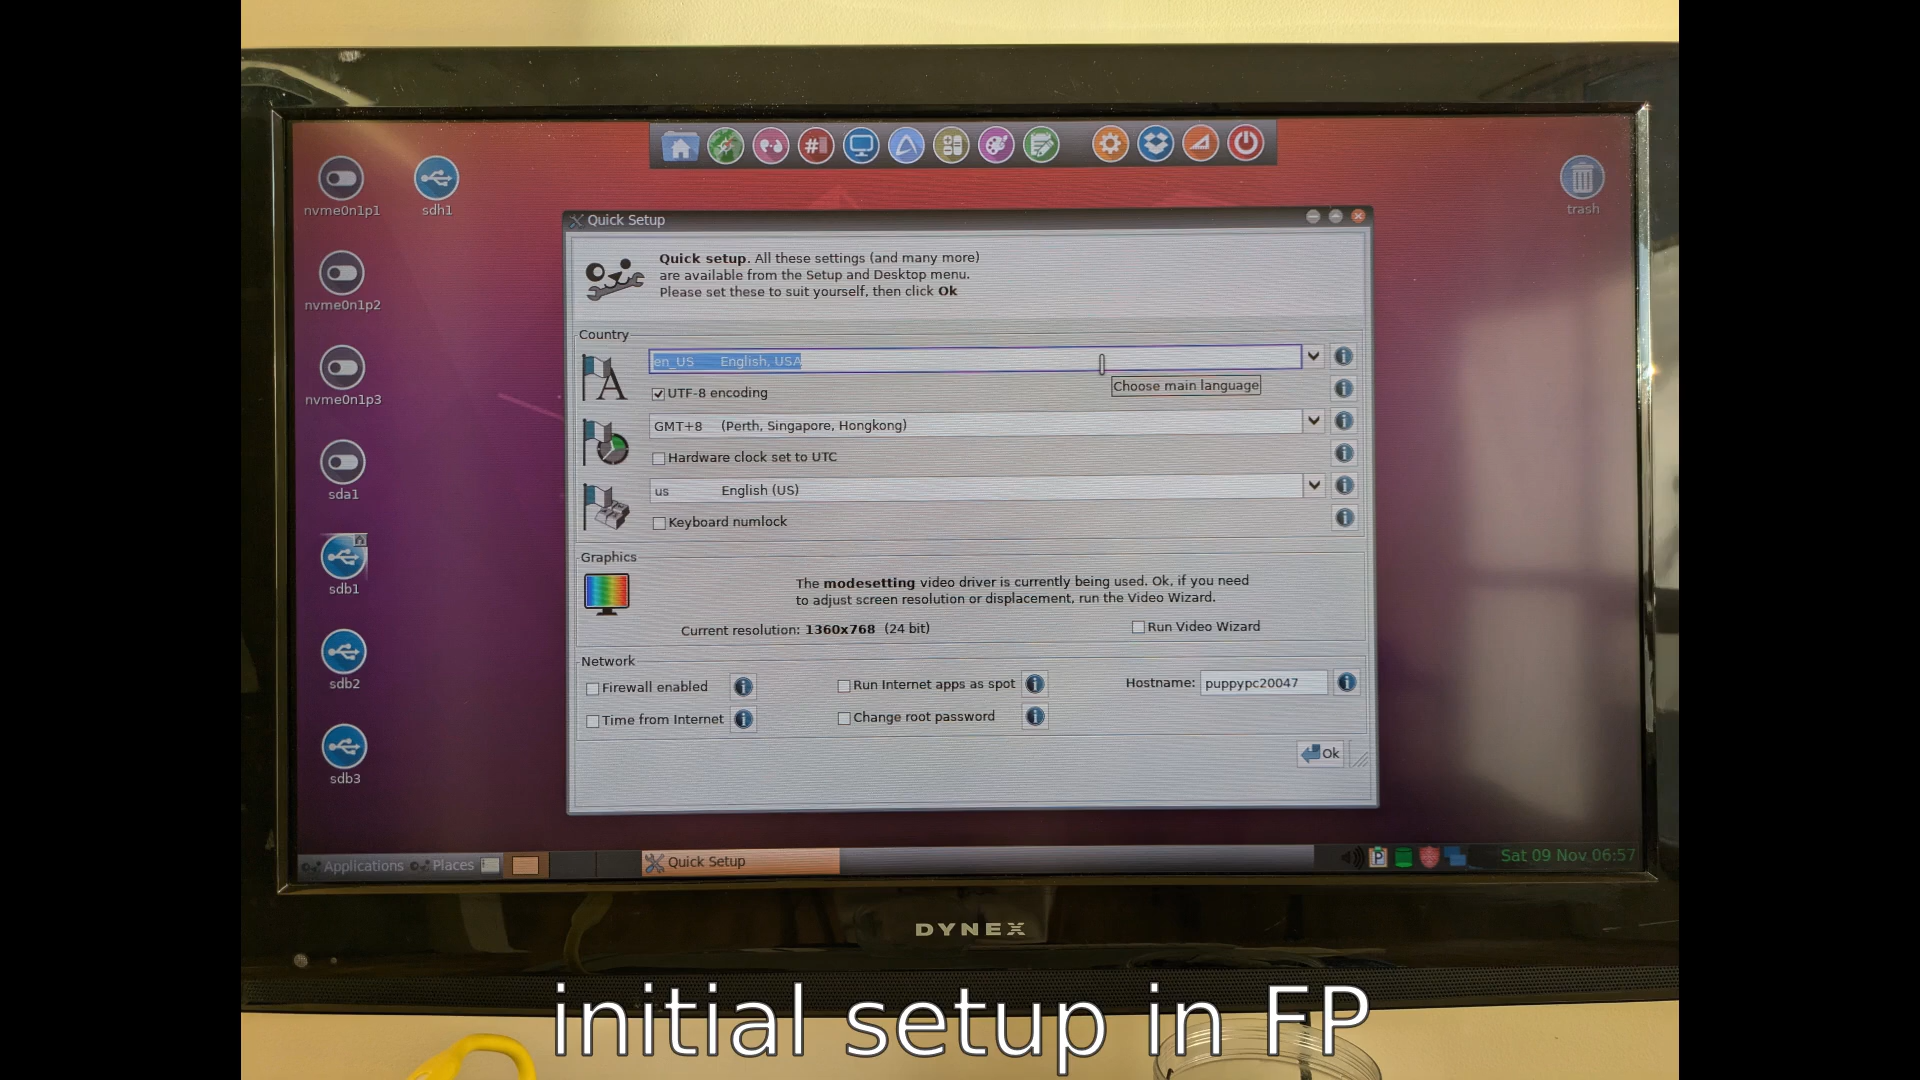 nvme0n1p1
sdh1
trash
nvme0n1p2
nvme0n1p3
sda1
sdb1
sdb2
sdb3
Quick Setup
Quick setup. All these settings (and many more)
are available from the Setup and Desktop menu.
Please set these to suit yourself, then click Ok
Country
en_US English, USA
Choose main language
UTF-8 encoding
GMT+8 (Perth, Singapore, Hongkong)
Hardware clock set to UTC
us English (US)
Keyboard numlock
Graphics
The modesetting video driver is currently being used. Ok, if you need
to adjust screen resolution or displacement, run the Video Wizard.
Current resolution: 1360x768 (24 bit)
Run Video Wizard
Network
Firewall enabled
Run Internet apps as spot
Hostname: puppypc20047
Time from Internet
Change root password
Ok
Applications Places
Quick Setup
Sat 09 Nov 06:57
DYNEX
initial setup in FP